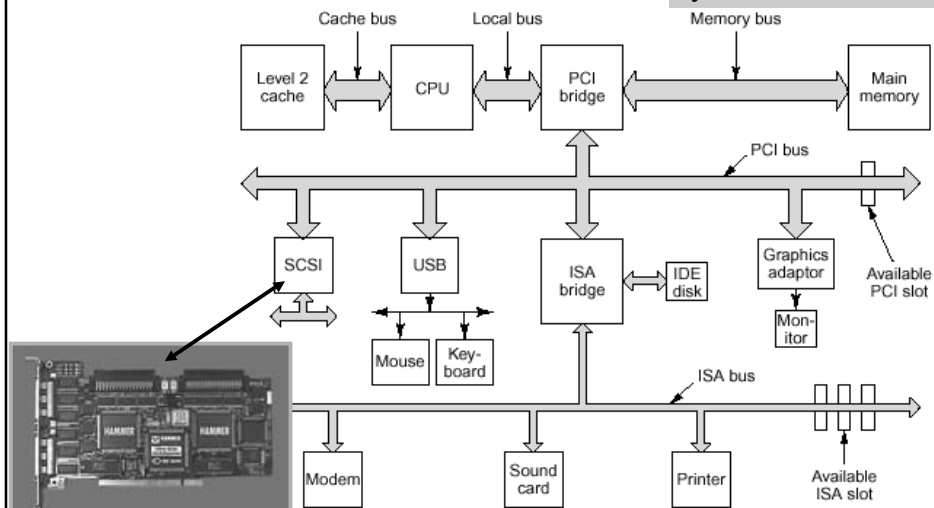 Cache bus
Local bus
Memory bus
Level 2
cache
CPU
PCI
bridge
Main
memory
PCI bus
SCSI
USB
ISA
bridge
IDE
disk
Graphics
adaptor
Available
PCI slot
Mon-
itor
Mouse
Key-
board
ISA bus
HAMMER
HAMMER
Modem
Sound
card
Printer
Available
ISA slot